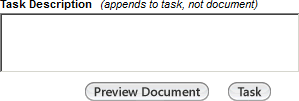 Task Description (appends to task, not document)
Preview Document Task